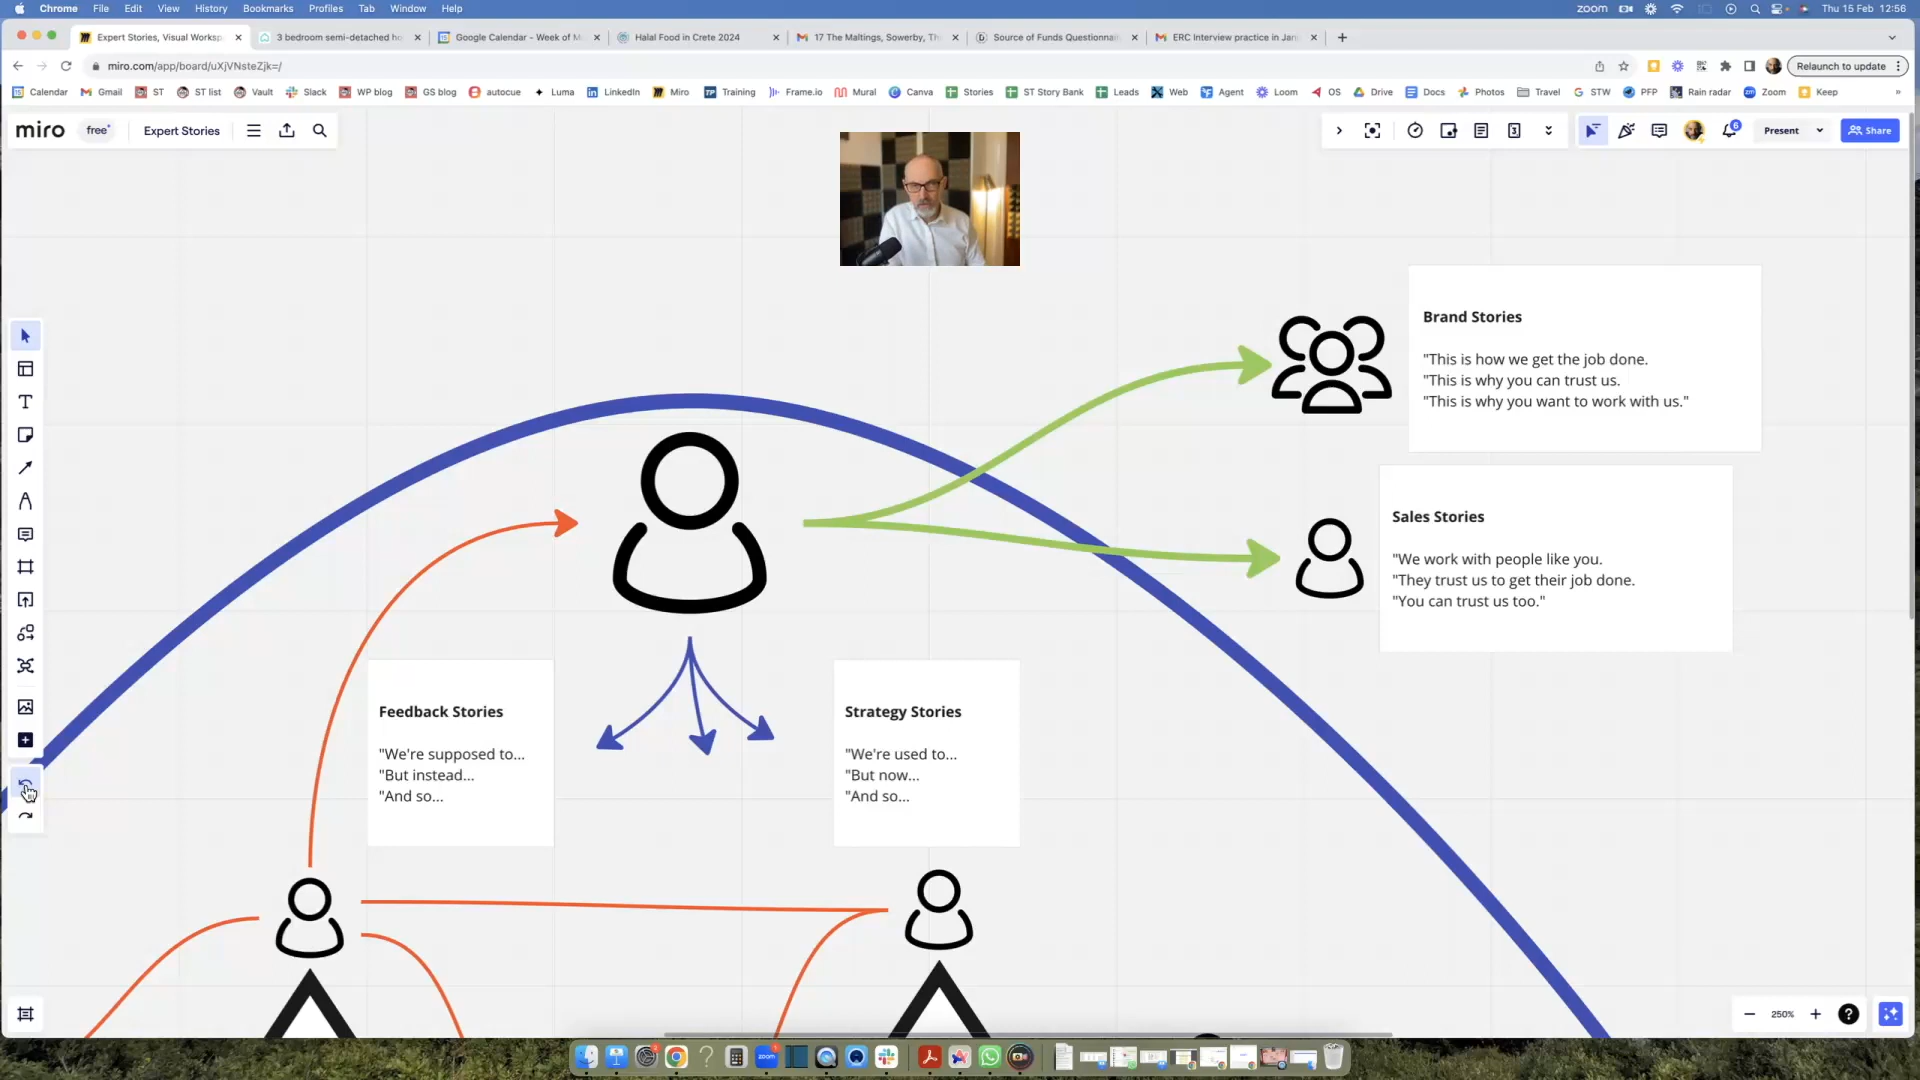 Chrome File Edit View History Bookmarks Profiles Tab Window Help
zoom Thu 15 Feb 12:56
Expert Stories, Visual Worksp
3 bedroom semi-detached ho
Google Calendar - Week of M
Halal Food in Crete 2024
17 The Maltings, Sowerby, Th
Source of Funds Questionnai
ERC Interview practice in Jan
miro.com/app/board/uXjVNsteZjk=/
Relaunch to update
Calendar Gmail ST ST list Vault Slack WP blog GS blog autocue Luma LinkedIn Miro Training Frame.io Mural Canva Stories ST Story Bank Leads Web Agent Loom OS Drive Docs Photos Travel STW PFP Rain radar Zoom Keep
miro free Expert Stories
6
Present
Share
Brand Stories
"This is how we get the job done.
"This is why you can trust us.
"This is why you want to work with us."
Sales Stories
"We work with people like you.
"They trust us to get their job done.
"You can trust us too."
Feedback Stories
"We're supposed to...
"But instead...
"And so...
Strategy Stories
"We're used to...
"But now...
"And so...
250%
zoom